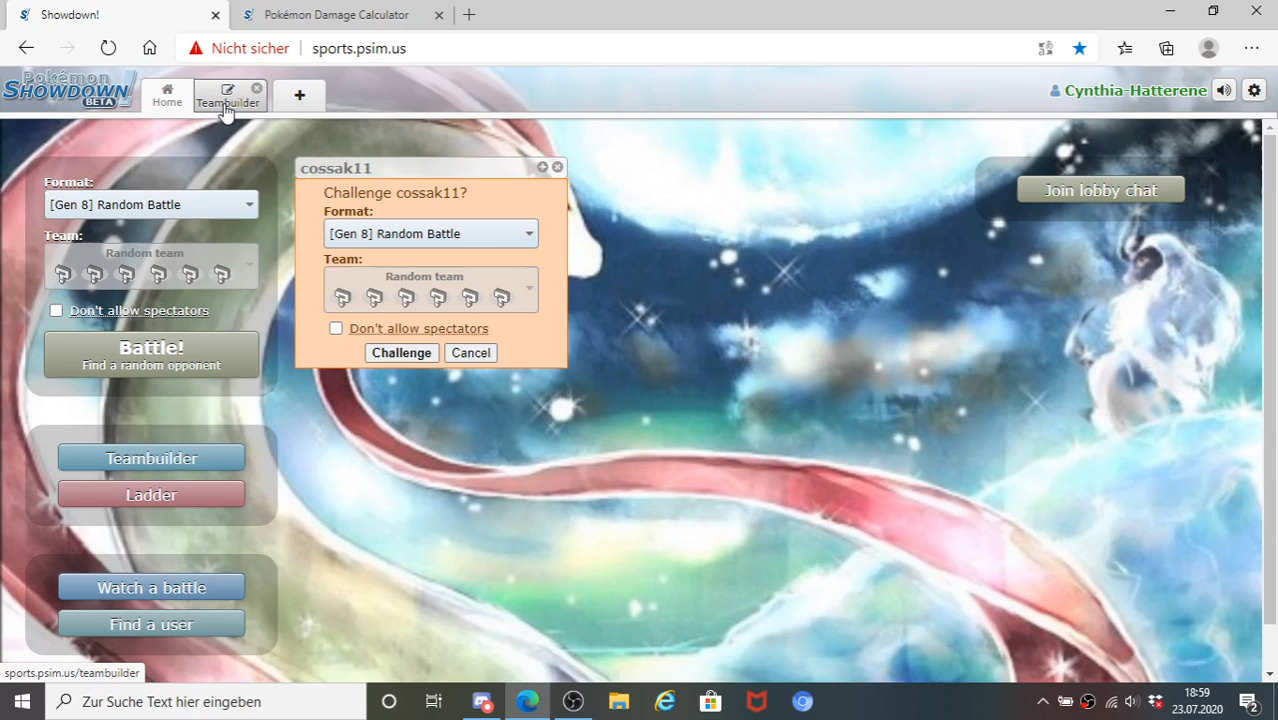 Showdown!
Pokémon Damage Calculator
Nicht sicher
sports.psim.us
Pokémon
SHOWDOWN!
BETA
Home
Teambuilder
Cynthia-Hatterene
Format:
[Gen 8] Random Battle
Team:
Random team
Don't allow spectators
Battle!
Find a random opponent
Teambuilder
Ladder
Watch a battle
Find a user
cossak11
Challenge cossak11?
Format:
[Gen 8] Random Battle
Team:
Random team
Don't allow spectators
Challenge Cancel
Join lobby chat
sports.psim.us/teambuilder
Zur Suche Text hier eingeben
18:59
23.07.2020
2